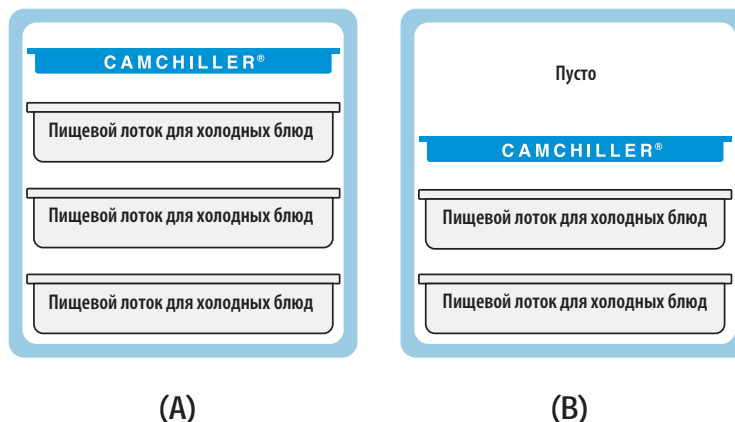 CAMCHILLER®
Пищевой лоток для холодных блюд
Пищевой лоток для холодных блюд
Пищевой лоток для холодных блюд
(A)
Пусто
CAMCHILLER®
Пищевой лоток для холодных блюд
Пищевой лоток для холодных блюд
(B)